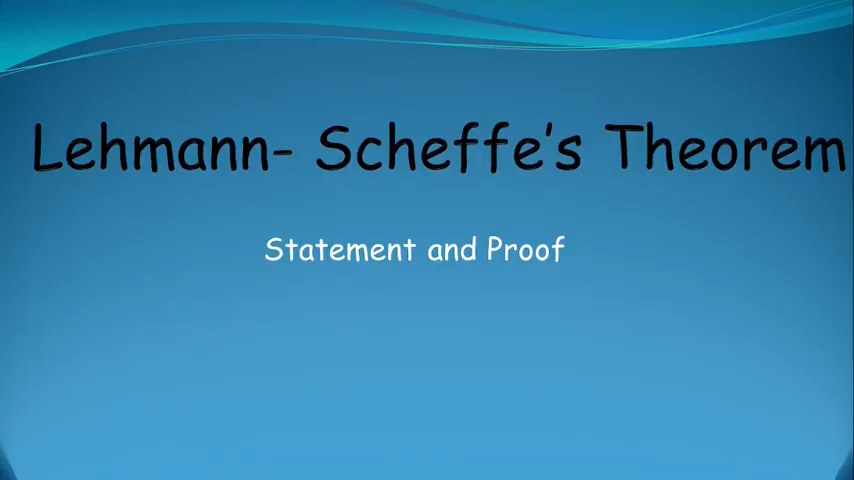 Lehmann- Scheffe’s Theorem
Statement and Proof